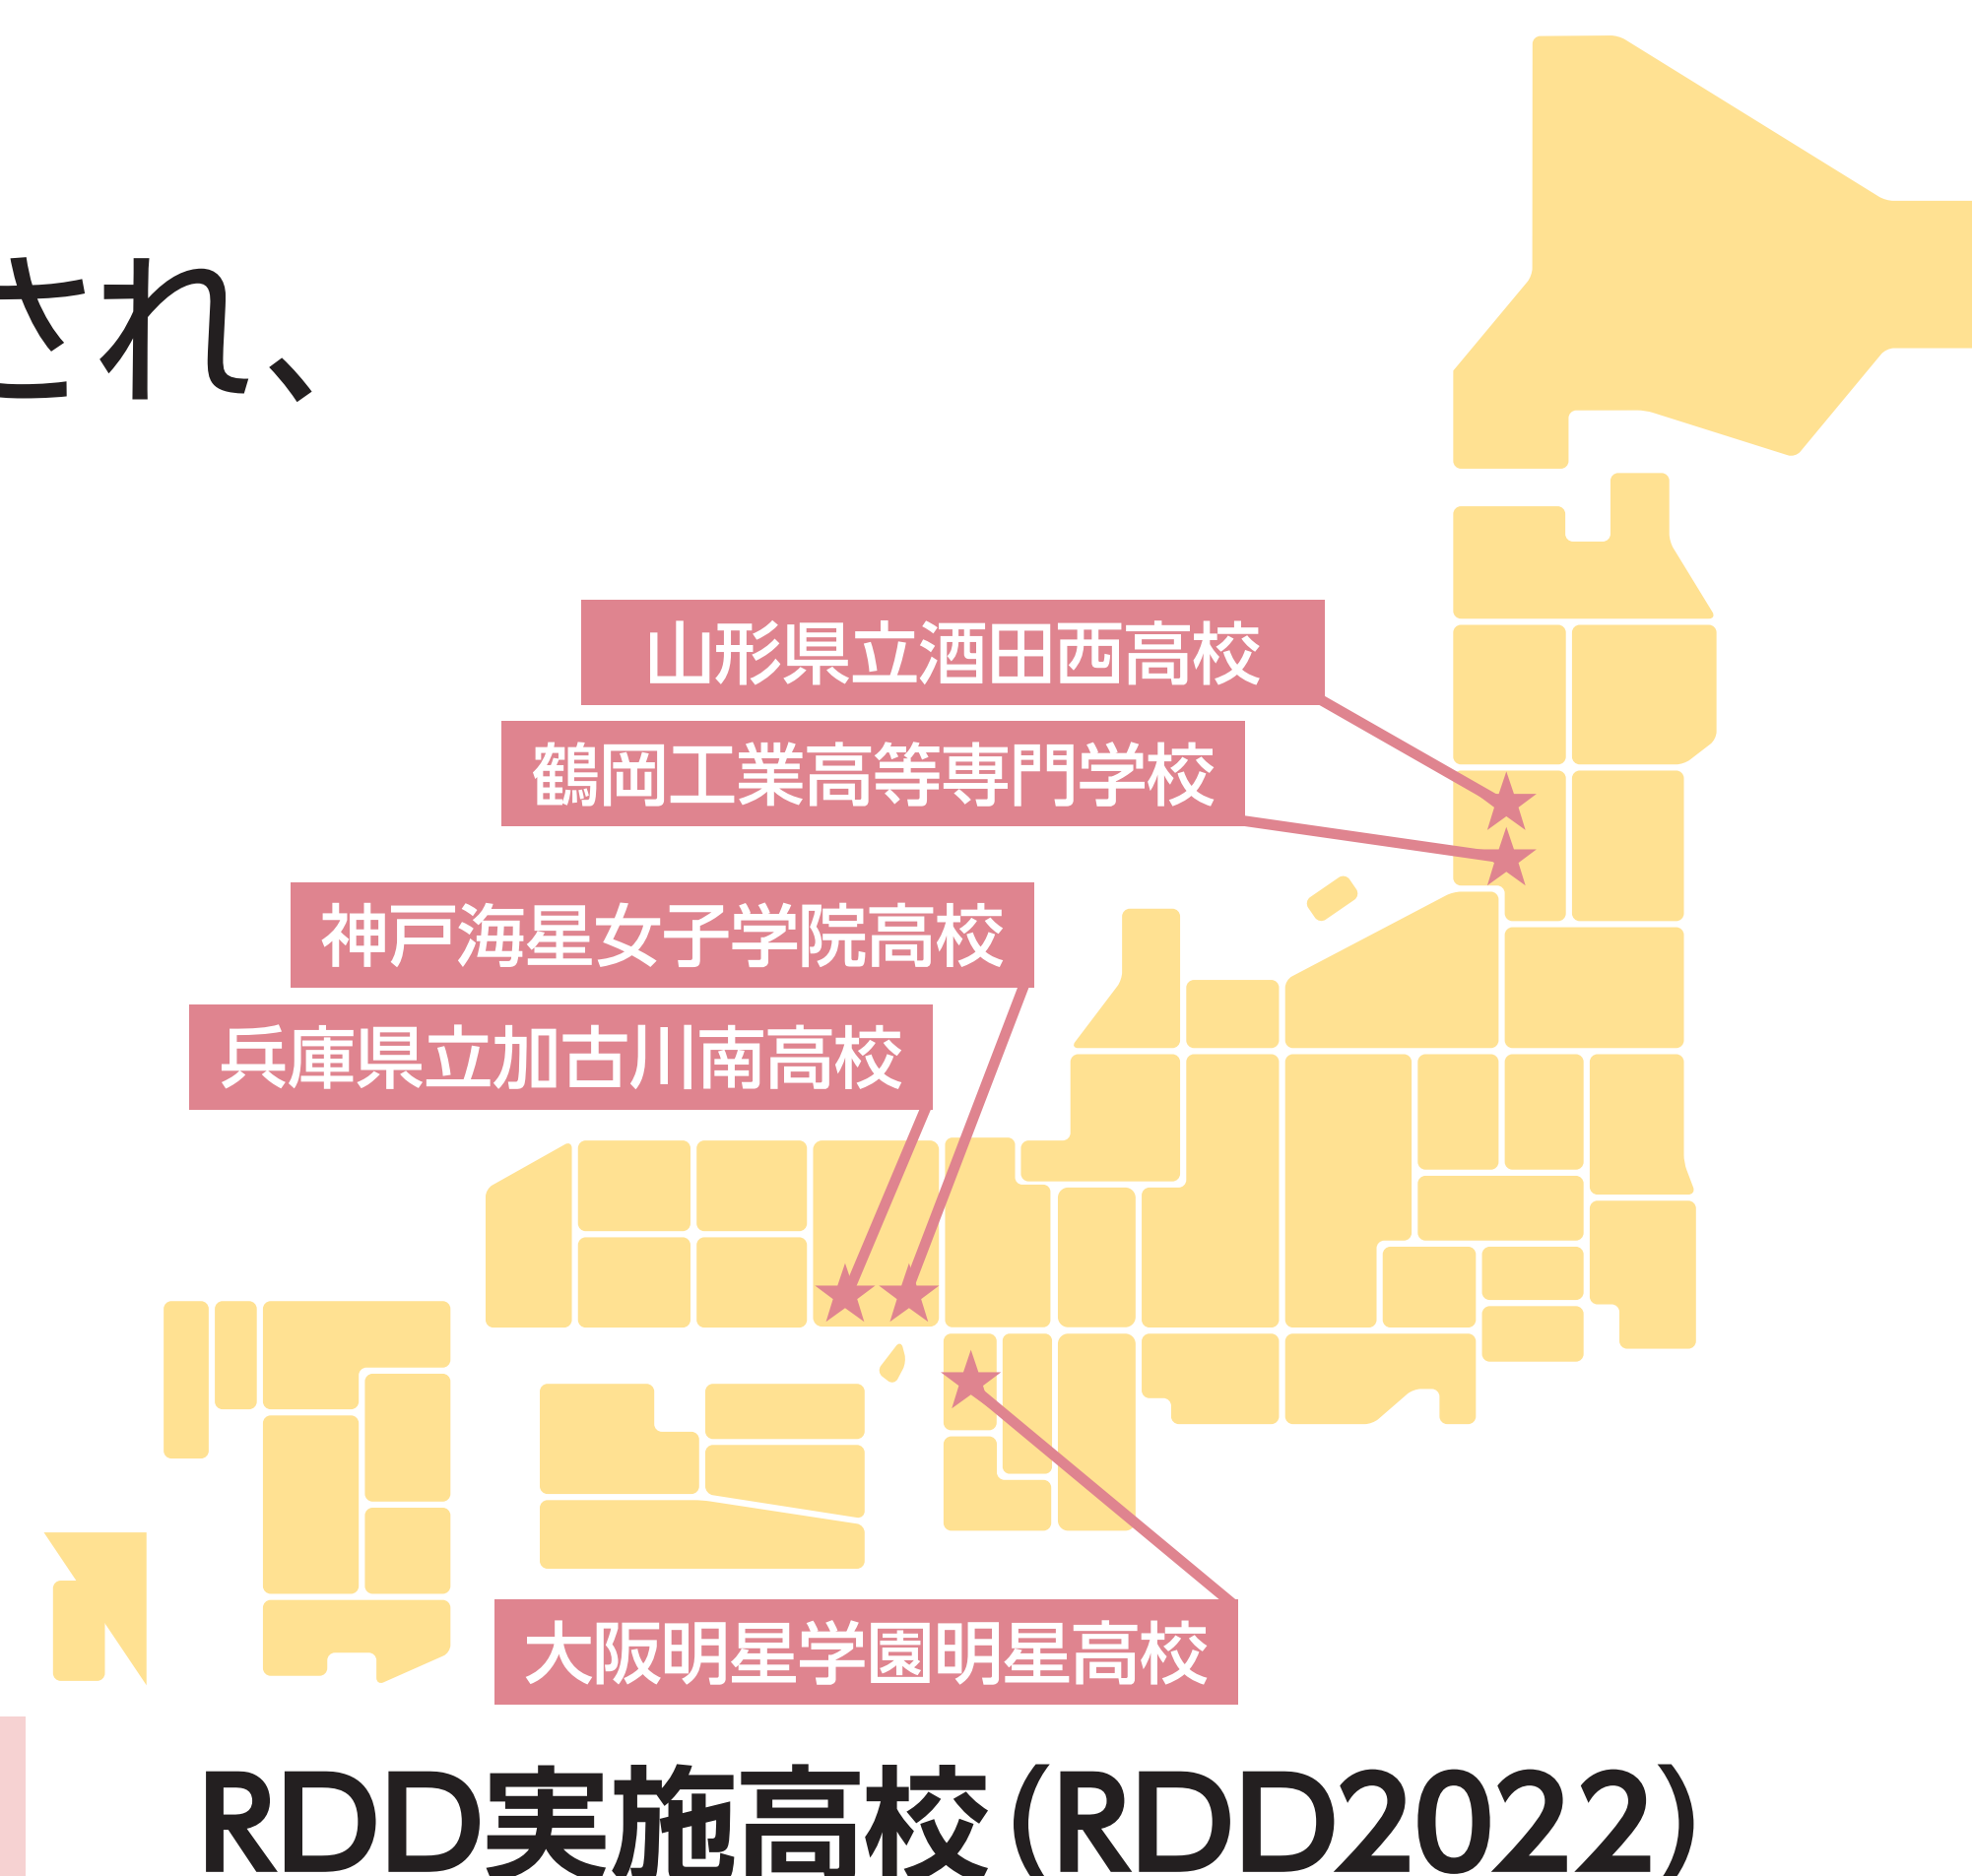 され、
山形県立酒田西高校
鶴岡工業高等専門学校
神戸海星女子学院高校
兵庫県立加古川南高校
大阪明星学園明星高校
RDD実施高校（RDD2022）